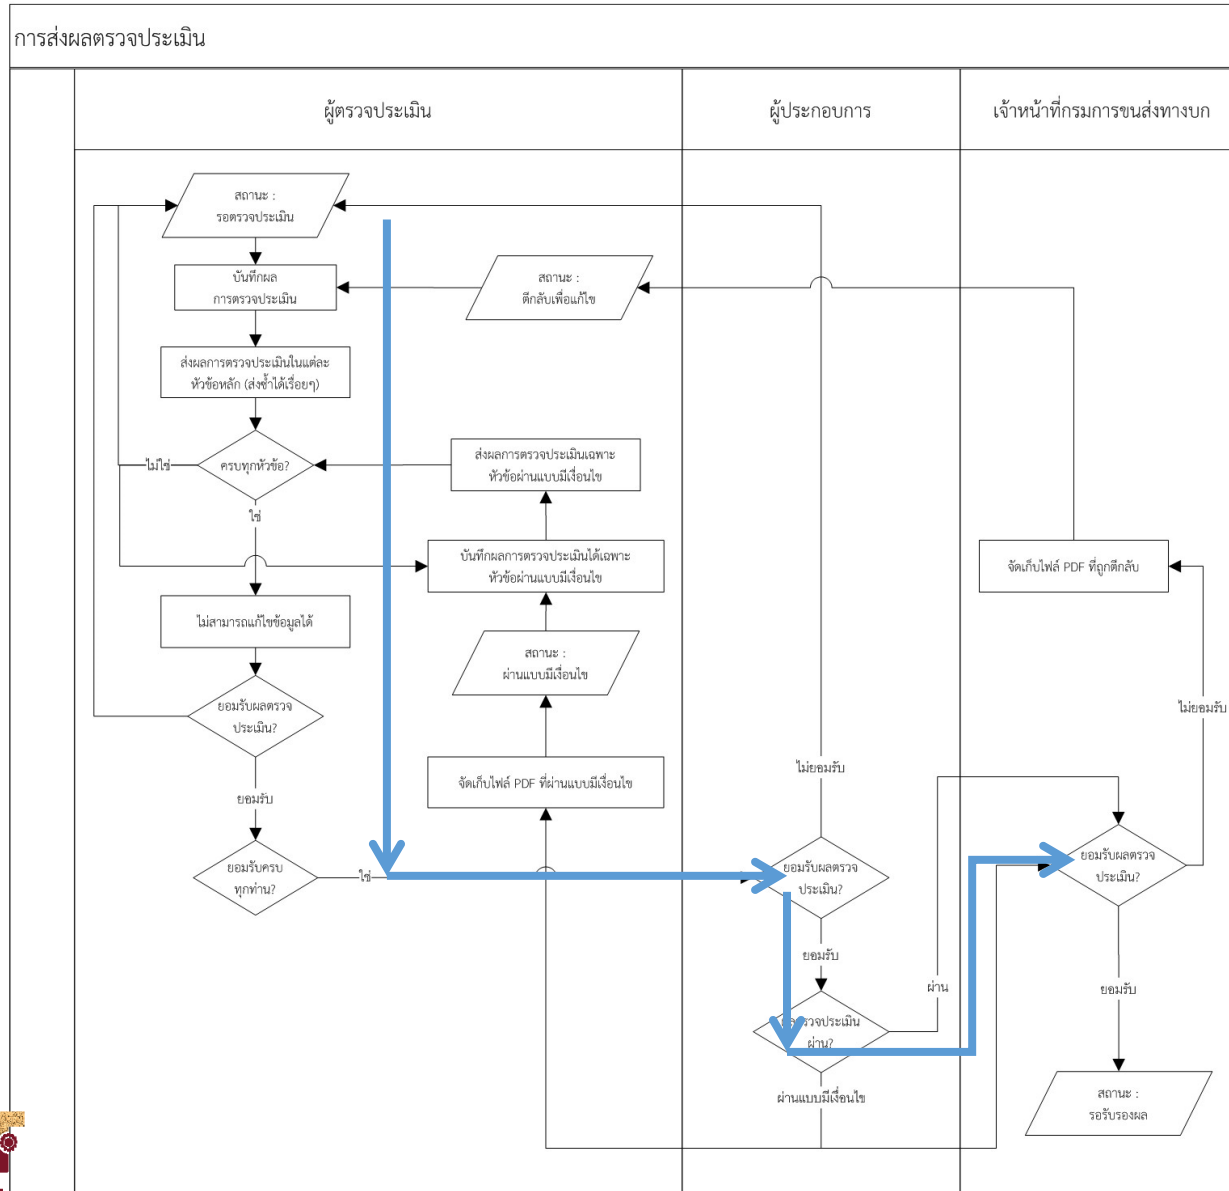 การส่งผลตรวจประเมิน
ผู้ตรวจประเมิน
ผู้ประกอบการ
เจ้าหน้าที่กรมการขนส่งทางบก
สถานะ :
รอตรวจประเมิน
บันทึกผล
การตรวจประเมิน
สถานะ :
ตีกลับเพื่อแก้ไข
ส่งผลการตรวจประเมินในแต่ละ
หัวข้อหลัก (ส่งซ้ำได้เรื่อยๆ)
ไม่ใช่
ครบทุกหัวข้อ?
ส่งผลการตรวจประเมินเฉพาะ
หัวข้อผ่านแบบมีเงื่อนไข
ใช่
บันทึกผลการตรวจประเมินได้เฉพาะ
หัวข้อผ่านแบบมีเงื่อนไข
จัดเก็บไฟล์ PDF ที่ถูกตีกลับ
ไม่สามารถแก้ไขข้อมูลได้
สถานะ :
ผ่านแบบมีเงื่อนไข
ยอมรับผลตรวจ
ประเมิน?
ไม่ยอมรับ
ไม่ยอมรับ
จัดเก็บไฟล์ PDF ที่ผ่านแบบมีเงื่อนไข
ยอมรับ
ยอมรับครบ
ทุกท่าน?
ใช่
ยอมรับผลตรวจ
ประเมิน?
ยอมรับผลตรวจ
ประเมิน?
ยอมรับ
ผ่าน
ยอมรับ
ผลตรวจประเมิน
ผ่าน?
ผ่านแบบมีเงื่อนไข
สถานะ :
รอรับรองผล